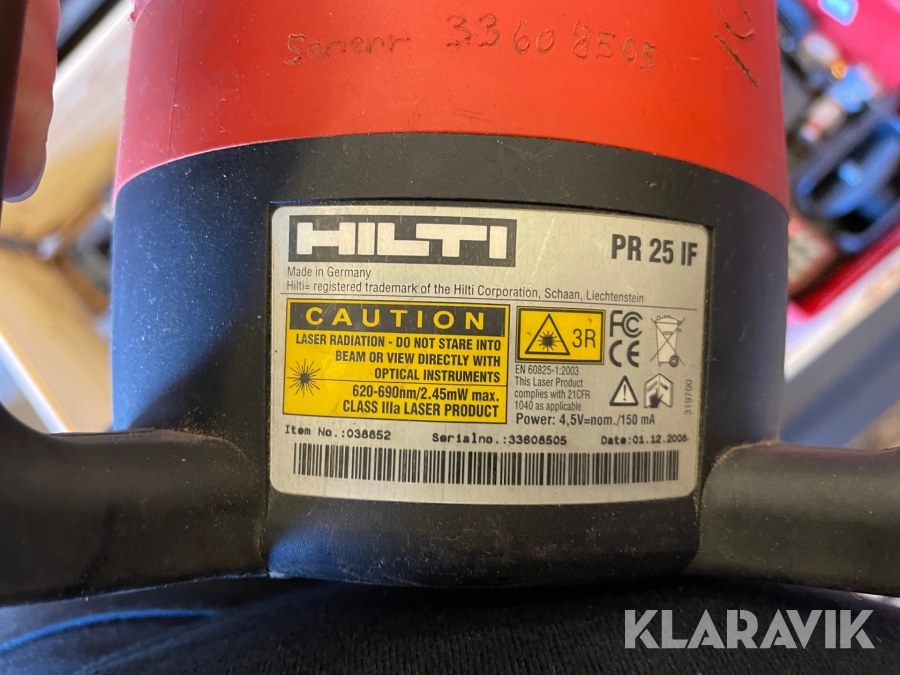 33608505
HILTI
PR 25 IF
Made in Germany
Hilti= registered trademark of the Hilti Corporation, Schaan, Liechtenstein
CAUTION
LASER RADIATION - DO NOT STARE INTO
BEAM OR VIEW DIRECTLY WITH
OPTICAL INSTRUMENTS
620-690nm/2.45mW max.
CLASS IIIa LASER PRODUCT
3R
EN 60825-1:2003
This Laser Product
complies with 21CFR
1040 as applicable
Power: 4,5V=nom./150 mA
FC
CE
319700
Item No.:038852
Serialno.:33608505
Date:01.12.2008
KLARAVIK